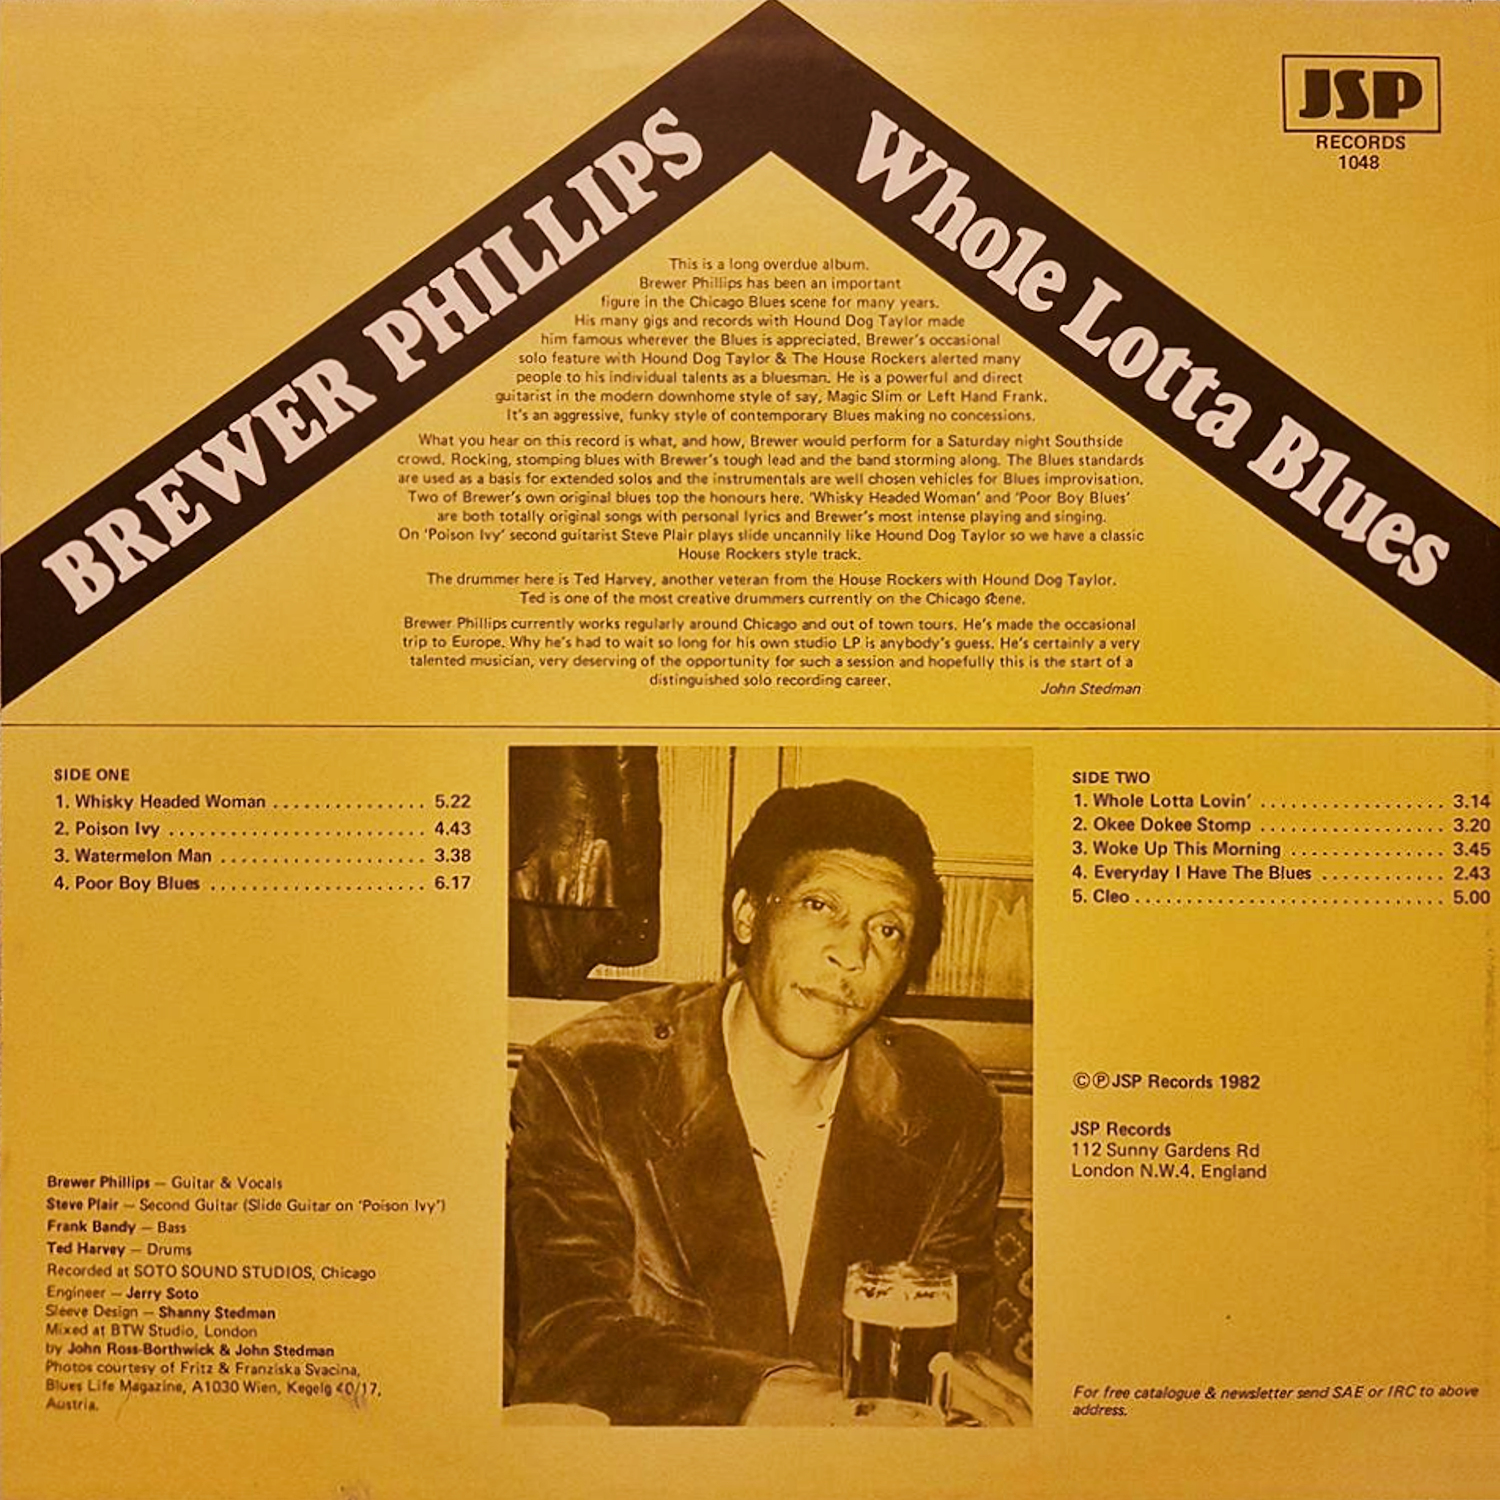 BREWER PHILLIPS
Whole Lotta Blues
JSP
RECORDS
1048
This is a long overdue album.
Brewer Phillips has been an important
figure in the Chicago Blues scene for many years.
His many gigs and records with Hound Dog Taylor made
him famous wherever the Blues is appreciated. Brewer's occasional
solo feature with Hound Dog Taylor & The House Rockers alerted many
people to his individual talents as a bluesman. He is a powerful and direct
guitarist in the modern downhome style of say, Magic Slim or Left Hand Frank.
It's an aggressive, funky style of contemporary Blues making no concessions.
What you hear on this record is what, and how, Brewer would perform for a Saturday night Southside
crowd. Rocking, stomping blues with Brewer's tough lead and the band storming along. The Blues standards
are used as a basis for extended solos and the instrumentals are well chosen vehicles for Blues improvisation.
Two of Brewer's own original blues top the honours here. 'Whisky Headed Woman' and 'Poor Boy Blues'
are both totally original songs with personal lyrics and Brewer's most intense playing and singing.
On 'Poison Ivy' second guitarist Steve Plair plays slide uncannily like Hound Dog Taylor so we have a classic
House Rockers style track.
The drummer here is Ted Harvey, another veteran from the House Rockers with Hound Dog Taylor.
Ted is one of the most creative drummers currently on the Chicago scene.
Brewer Phillips currently works regularly around Chicago and out of town tours. He's made the occasional
trip to Europe. Why he's had to wait so long for his own studio LP is anybody's guess. He's certainly a very
talented musician, very deserving of the opportunity for such a session and hopefully this is the start of a
distinguished solo recording career.
John Stedman
SIDE ONE
1. Whisky Headed Woman ............... 5.22
2. Poison Ivy ......................... 4.43
3. Watermelon Man .................... 3.38
4. Poor Boy Blues ..................... 6.17
SIDE TWO
1. Whole Lotta Lovin' .................. 3.14
2. Okee Dokee Stomp .................. 3.20
3. Woke Up This Morning ............... 3.45
4. Everyday I Have The Blues ............ 2.43
5. Cleo .............................. 5.00
Brewer Phillips — Guitar & Vocals
Steve Plair — Second Guitar (Slide Guitar on 'Poison Ivy')
Frank Bandy — Bass
Ted Harvey — Drums
Recorded at SOTO SOUND STUDIOS, Chicago
Engineer — Jerry Soto
Sleeve Design — Shanny Stedman
Mixed at BTW Studio, London
by John Ross-Borthwick & John Stedman
Photos courtesy of Fritz & Franziska Svacina,
Blues Life Magazine, A1030 Wien, Kegelg 40/17,
Austria.
©℗ JSP Records 1982
JSP Records
112 Sunny Gardens Rd
London N.W.4. England
For free catalogue & newsletter send SAE or IRC to above
address.